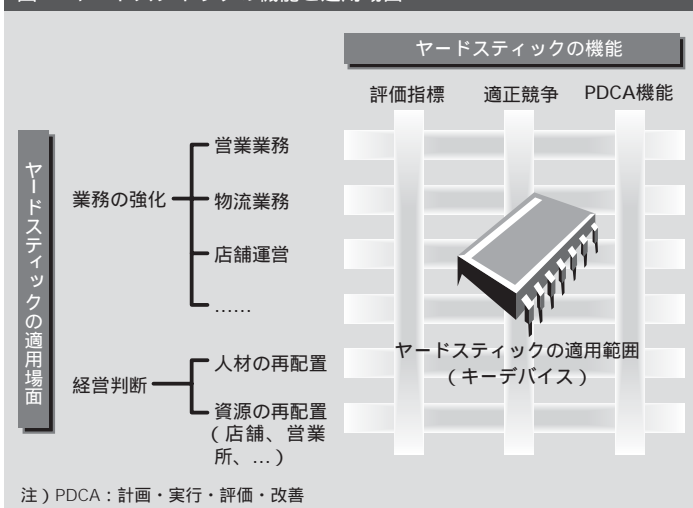 ヤードスティックの機能
評価指標 適正競争 PDCA機能
ヤードスティックの適用場面
業務の強化
営業業務
物流業務
店舗運営
……
経営判断
人材の再配置
資源の再配置
(店舗、営業
所、…)
ヤードスティックの適用範囲
(キーデバイス)
注)PDCA:計画・実行・評価・改善